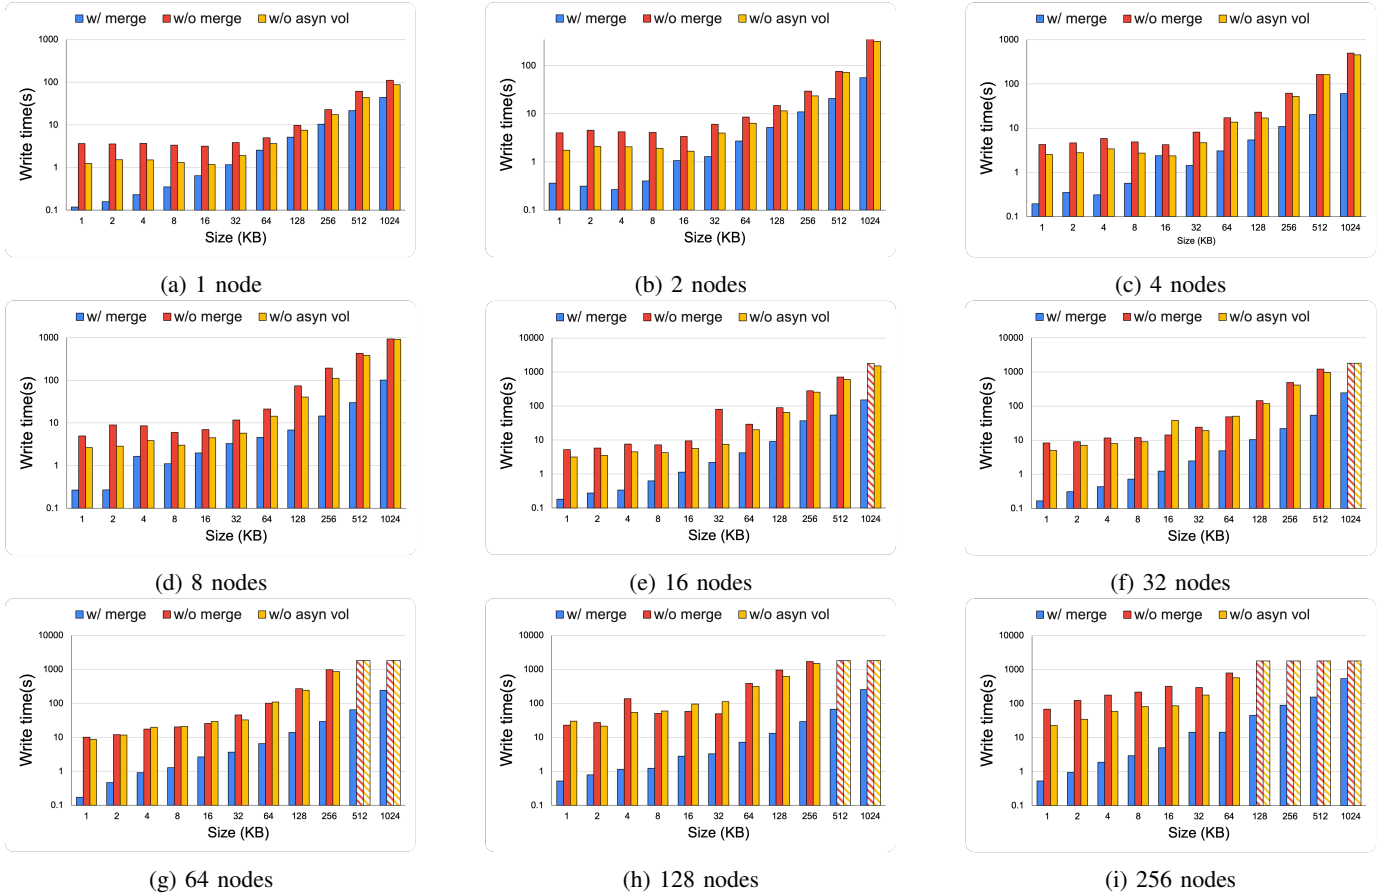 w/ merge w/o merge w/o asyn vol
1000
100
10
1
0.1
Write time(s)
1 2 4 8 16 32 64 128 256 512 1024
Size (KB)
(a) 1 node
w/ merge w/o merge w/o asyn vol
100
10
1
0.1
Write time(s)
1 2 4 8 16 32 64 128 256 512 1024
Size (KB)
(b) 2 nodes
w/ merge w/o merge w/o asyn vol
1000
100
10
1
0.1
Write time(s)
1 2 4 8 16 32 64 128 256 512 1024
Size (KB)
(c) 4 nodes
w/ merge w/o merge w/o asyn vol
1000
100
10
1
0.1
Write time(s)
1 2 4 8 16 32 64 128 256 512 1024
Size (KB)
(d) 8 nodes
w/ merge w/o merge w/o asyn vol
10000
1000
100
10
1
0.1
Write time(s)
1 2 4 8 16 32 64 128 256 512 1024
Size (KB)
(e) 16 nodes
w/ merge w/o merge w/o asyn vol
10000
1000
100
10
1
0.1
Write time(s)
1 2 4 8 16 32 64 128 256 512 1024
Size (KB)
(f) 32 nodes
w/ merge w/o merge w/o asyn vol
10000
1000
100
10
1
0.1
Write time(s)
1 2 4 8 16 32 64 128 256 512 1024
Size (KB)
(g) 64 nodes
w/ merge w/o merge w/o asyn vol
10000
1000
100
10
1
0.1
Write time(s)
1 2 4 8 16 32 64 128 256 512 1024
Size (KB)
(h) 128 nodes
w/ merge w/o merge w/o asyn vol
10000
1000
100
10
1
0.1
Write time(s)
1 2 4 8 16 32 64 128 256 512 1024
Size (KB)
(i) 256 nodes